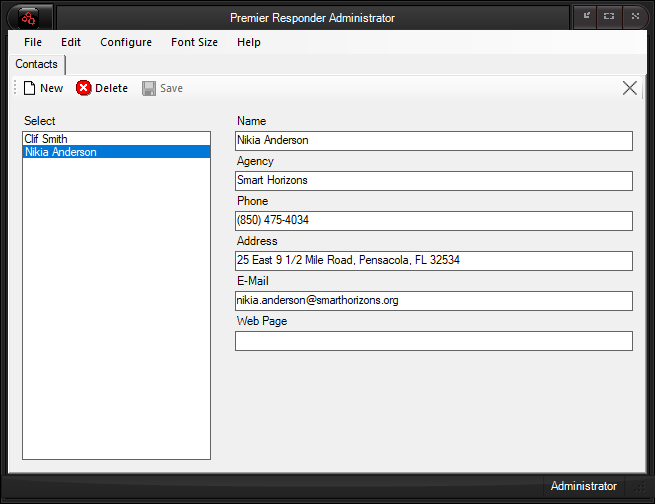 Premier Responder Administrator
File Edit Configure Font Size Help
Contacts
New Delete Save
Select
Clif Smith
Nikia Anderson
Name
Nikia Anderson
Agency
Smart Horizons
Phone
(850) 475-4034
Address
25 East 9 1/2 Mile Road, Pensacola, FL 32534
E-Mail
nikia.anderson@smarthorizons.org
Web Page
Administrator